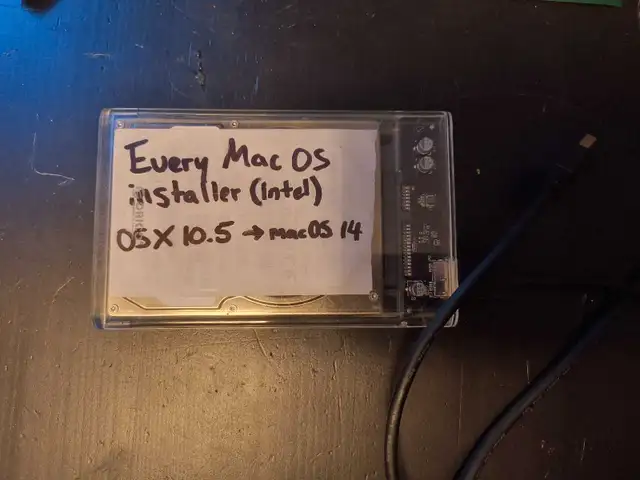 Every Mac OS
installer (Intel)
OSX 10.5 → macOS 14